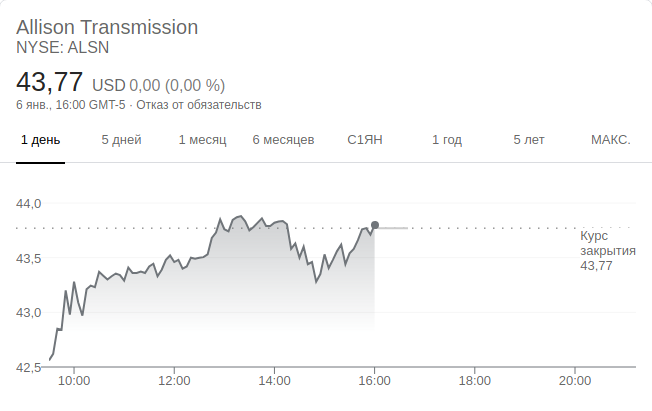 Allison Transmission
NYSE: ALSN
43,77 USD 0,00 (0,00 %)
6 янв., 16:00 GMT-5 · Отказ от обязательств
1 день 5 дней 1 месяц 6 месяцев С1ЯН 1 год 5 лет МАКС.
44,0
43,5
43,0
42,5
Курс
закрытия
43,77
10:00 12:00 14:00 16:00 18:00 20:00